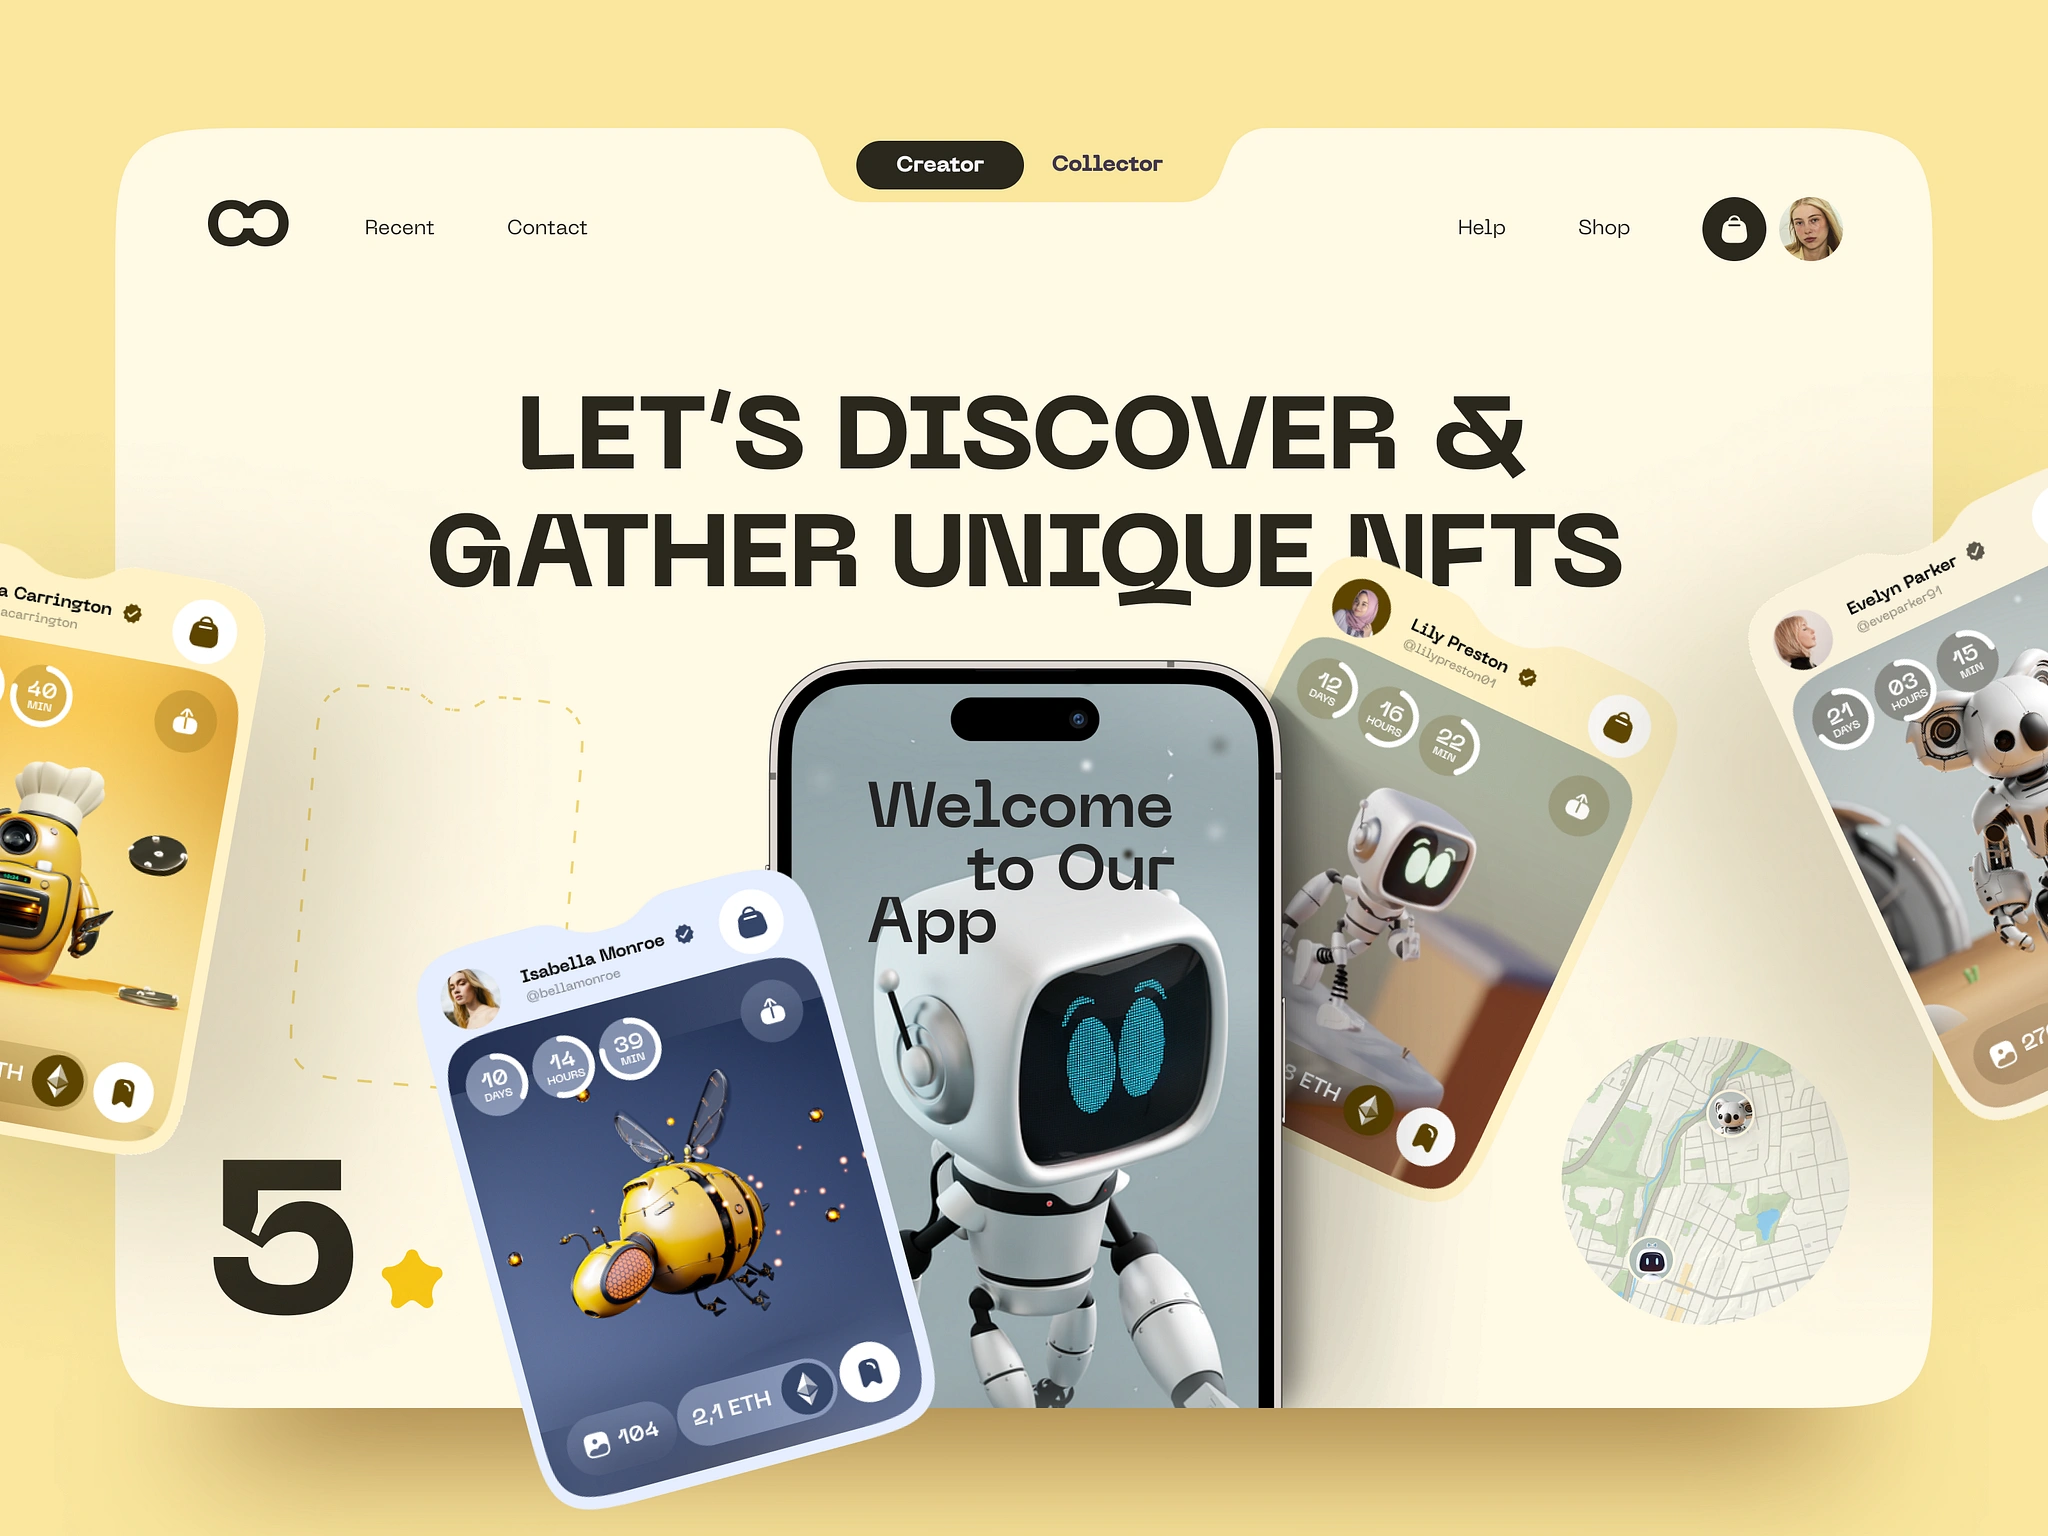 Creator
Collector
Recent
Contact
Help
Shop
LET'S DISCOVER &
GATHER UNIQUE NFTS
Carrington
40
MIN
ETH
5
Isabella Monroe
@bellamonroe
10
DAYS
14
HOURS
39
MIN
104
2,1 ETH
Welcome
to Our
App
Lily Preston
@lilypreston01
12
DAYS
16
HOURS
22
MIN
ETH
Evelyn Parker
@eveparker91
21
DAYS
03
HOURS
15
MIN